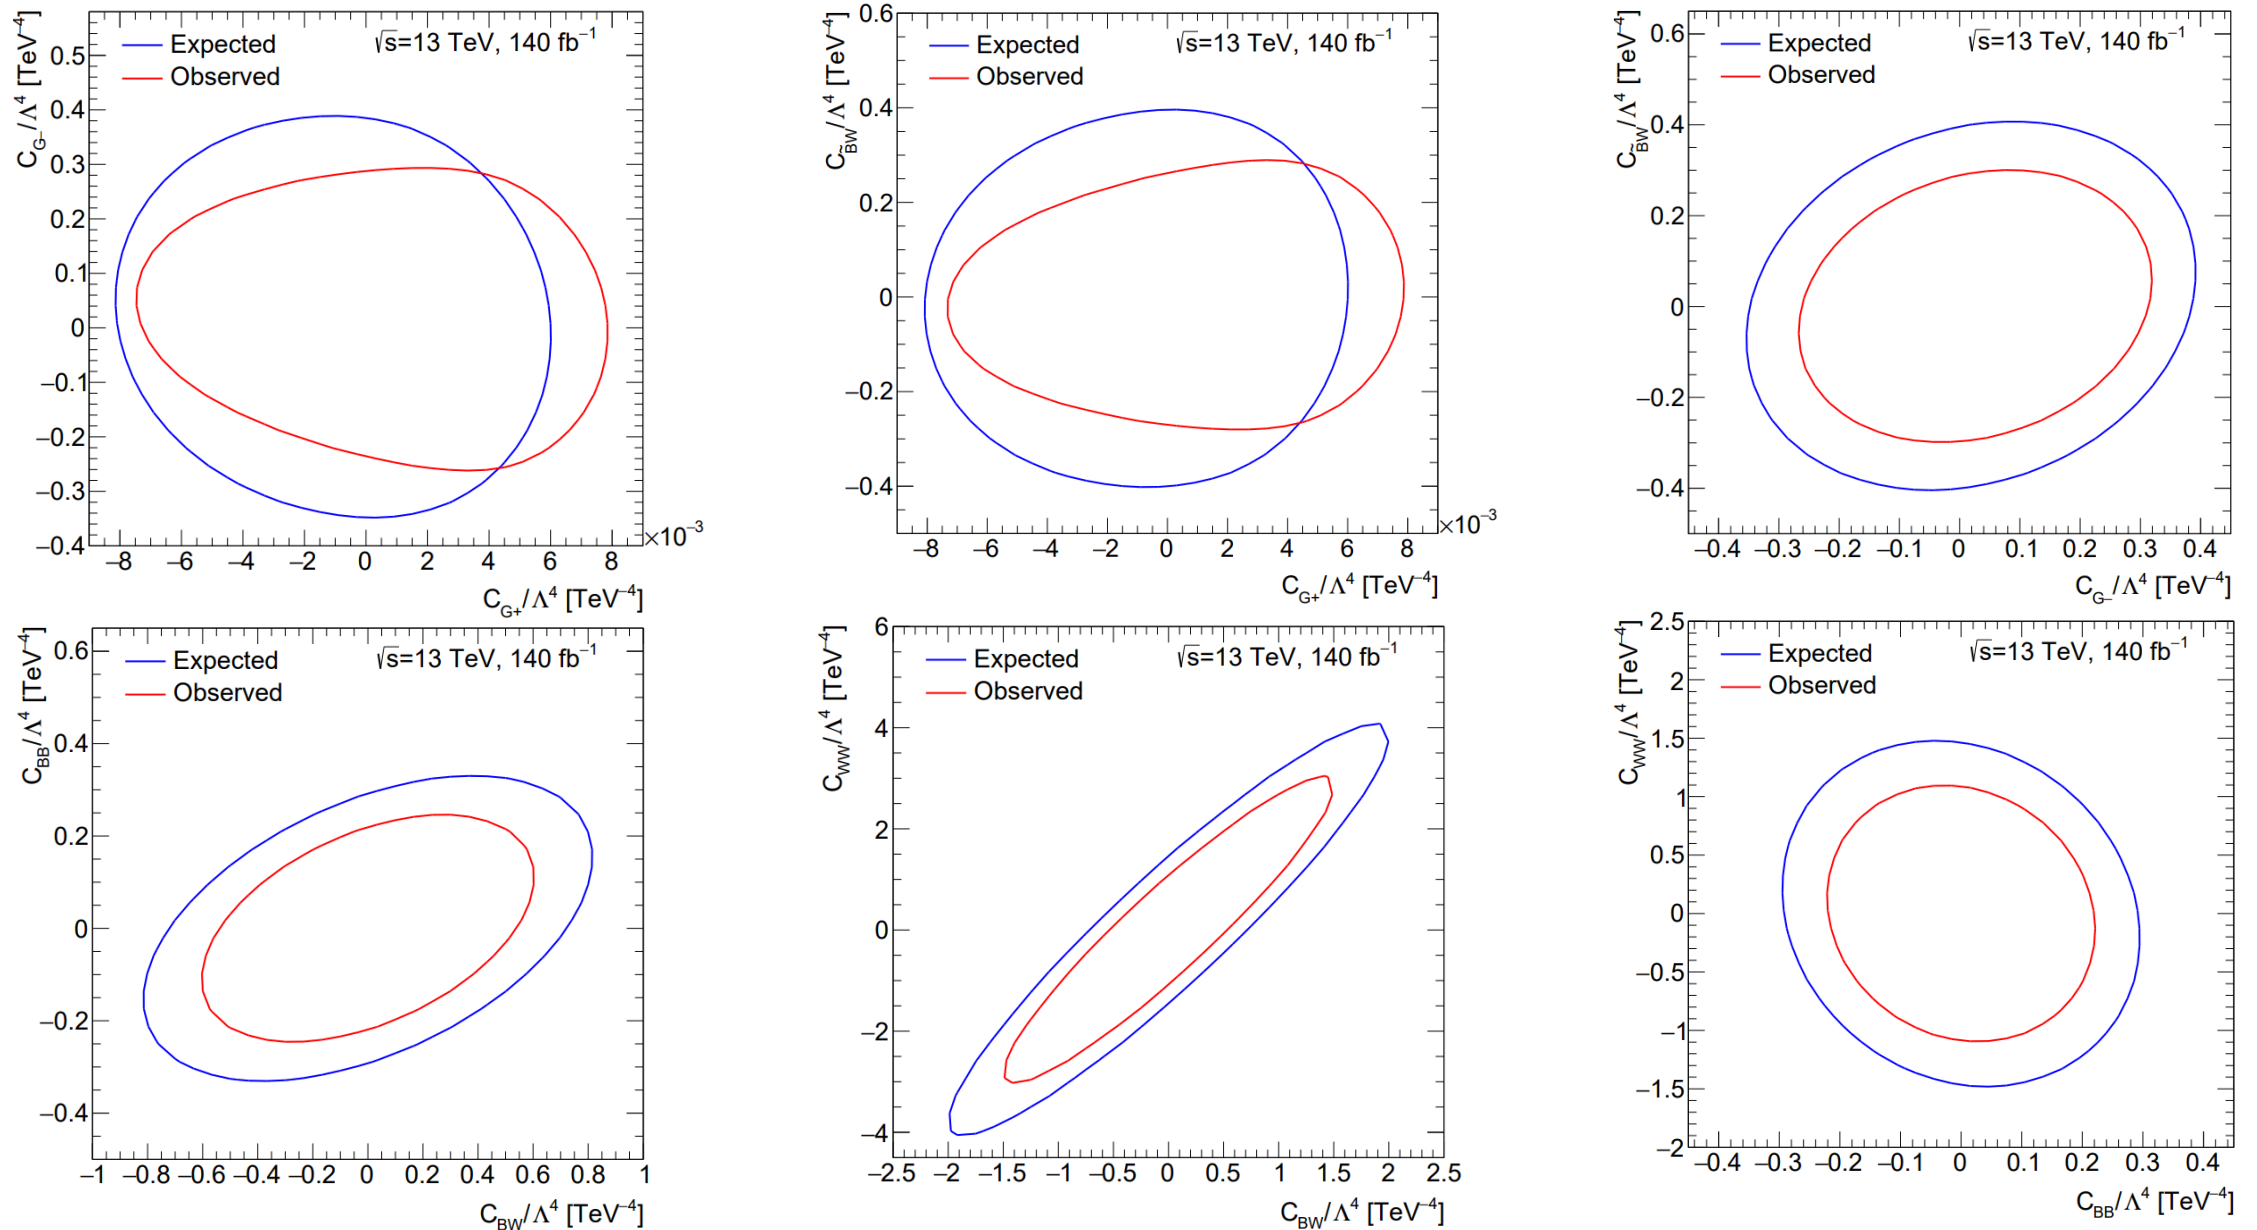 C_G–/Λ⁴ [TeV⁻⁴]
Expected
Observed
√s=13 TeV, 140 fb⁻¹
0.5
0.4
0.3
0.2
0.1
0
–0.1
–0.2
–0.3
–0.4
–8 –6 –4 –2 0 2 4 6 8
×10⁻³
C_G+/Λ⁴ [TeV⁻⁴]
C_B̃W/Λ⁴ [TeV⁻⁴]
Expected
Observed
√s=13 TeV, 140 fb⁻¹
0.6
0.4
0.2
0
–0.2
–0.4
–8 –6 –4 –2 0 2 4 6 8
×10⁻³
C_G+/Λ⁴ [TeV⁻⁴]
C_B̃W/Λ⁴ [TeV⁻⁴]
Expected
Observed
√s=13 TeV, 140 fb⁻¹
0.6
0.4
0.2
0
–0.2
–0.4
–0.4 –0.3 –0.2 –0.1 0 0.1 0.2 0.3 0.4
C_G–/Λ⁴ [TeV⁻⁴]
C_BB/Λ⁴ [TeV⁻⁴]
Expected
Observed
√s=13 TeV, 140 fb⁻¹
0.6
0.4
0.2
0
–0.2
–0.4
–1 –0.8 –0.6 –0.4 –0.2 0 0.2 0.4 0.6 0.8 1
C_BW/Λ⁴ [TeV⁻⁴]
C_WW/Λ⁴ [TeV⁻⁴]
Expected
Observed
√s=13 TeV, 140 fb⁻¹
6
4
2
0
–2
–4
–2.5 –2 –1.5 –1 –0.5 0 0.5 1 1.5 2 2.5
C_BW/Λ⁴ [TeV⁻⁴]
C_WW/Λ⁴ [TeV⁻⁴]
Expected
Observed
√s=13 TeV, 140 fb⁻¹
2.5
2
1.5
1
0.5
0
–0.5
–1
–1.5
–2
–0.4 –0.3 –0.2 –0.1 0 0.1 0.2 0.3 0.4
C_BB/Λ⁴ [TeV⁻⁴]